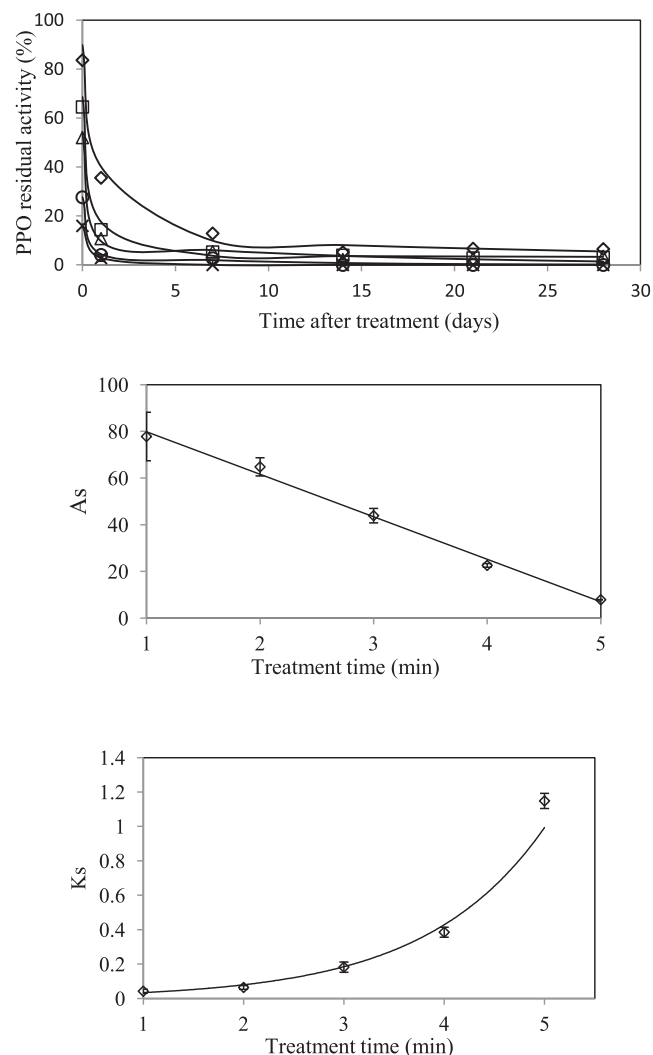 100
80
60
40
20
0
PPO residual activity (%)
0 5 10 15 20 25 30
Time after treatment (days)
100
80
60
40
20
0
As
1 2 3 4 5
Treatment time (min)
1.4
1.2
1
0.8
0.6
0.4
0.2
0
Ks
1 2 3 4 5
Treatment time (min)